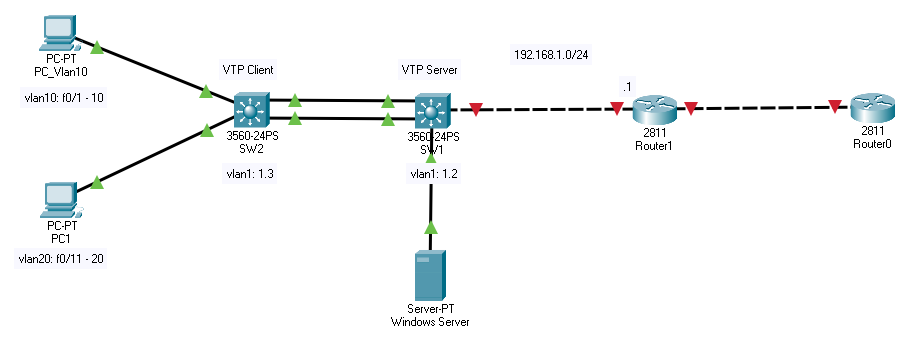 PC-PT
PC_Vlan10
vlan10: f0/1 - 10
PC-PT
PC1
vlan20: f0/11 - 20
VTP Client
3560-24PS
SW2
vlan1: 1.3
VTP Server
3560-24PS
SW1
vlan1: 1.2
Server-PT
Windows Server
192.168.1.0/24
.1
2811
Router1
2811
Router0